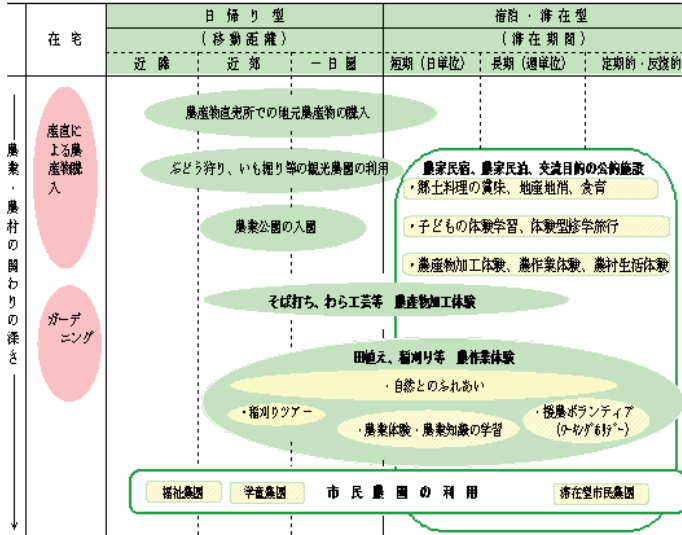 在宅
日帰り型
宿泊・滞在型
(移動距離)
(滞在期間)
近隣
近郊
一日圏
短期(日単位)
長期(週単位)
定期的・反復的
農業・農村の関わりの深さ
産直に
よる農
産物購
入
ガーデ
ニング
農産物直売所での地元農産物の購入
ぶどう狩り、いも掘り等の観光農園の利用
農業公園の入園
農家民宿、農家民泊、交流目的の公的施設
・郷土料理の賞味、地産地消、食育
・子どもの体験学習、体験型修学旅行
・農産物加工体験、農作業体験、農村生活体験
そば打ち、わら工芸等 農産物加工体験
田植え、稲刈り等 農作業体験
・自然とのふれあい
・稲刈りツアー
・農業体験・農業知識の学習
・援農ボランティア
(ワーキングホリデー)
福祉農園
学童農園
市民農園の利用
滞在型市民農園